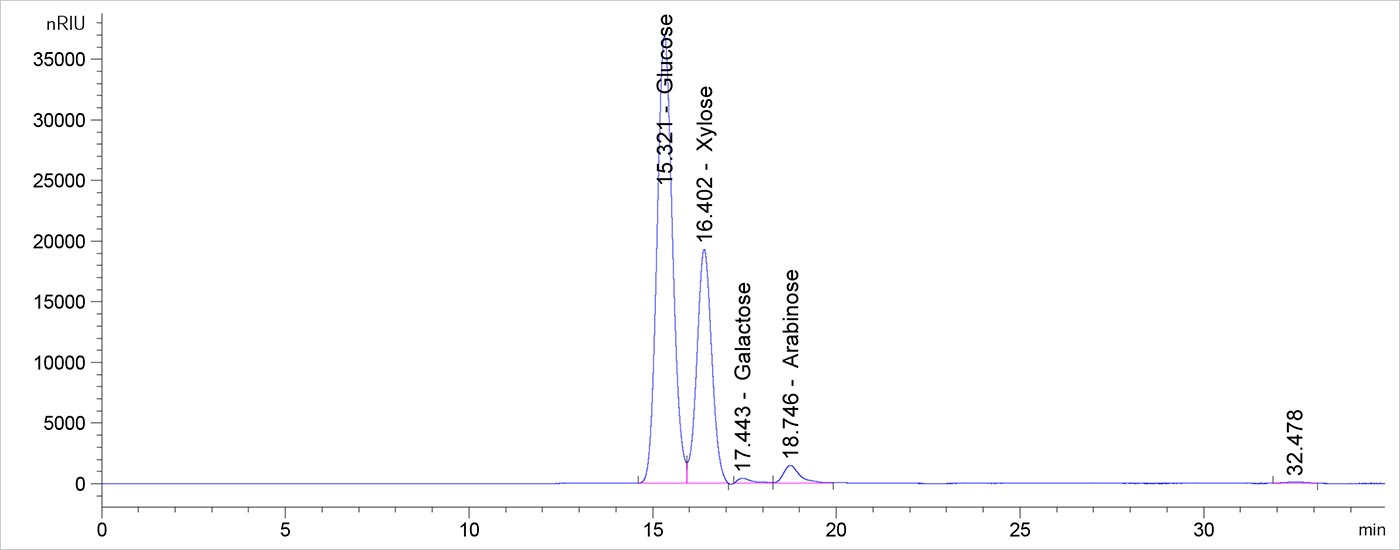 nRIU
35000
30000
25000
20000
15000
10000
5000
0
15.321 - Glucose
16.402 - Xylose
17.443 - Galactose
18.746 - Arabinose
32.478
0 5 10 15 20 25 30 min